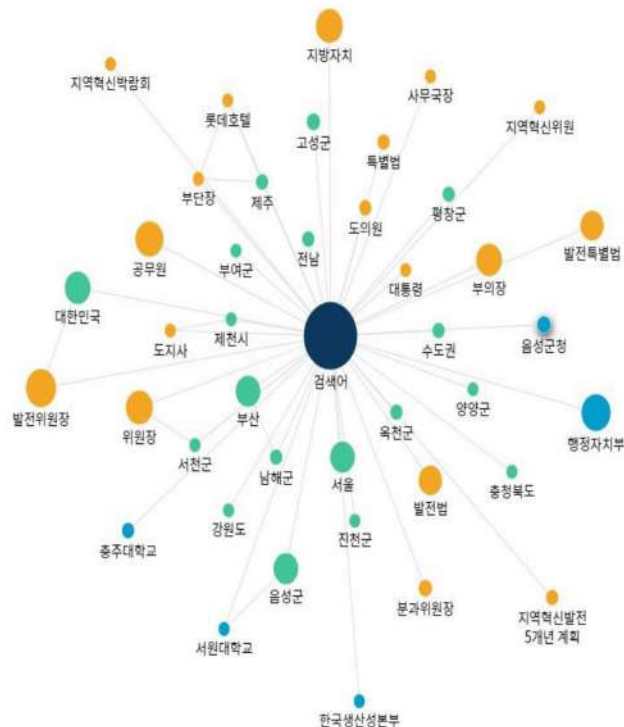 지방자치
지역혁신박람회
사무국장
롯데호텔
지역혁신위원
고성군
특별법
부단장
제주
평창군
도의원
공무원
부여군
전남
발전특별법
대통령
부의장
대한민국
도지사
제천시
수도권
음성군청
검색어
발전위원장
위원장
부산
양양군
행정자치부
옥천군
서천군
남해군
서울
발전법
충청북도
강원도
진천군
충주대학교
음성군
분과위원장
지역혁신발전
5개년 계획
서원대학교
한국생산성본부